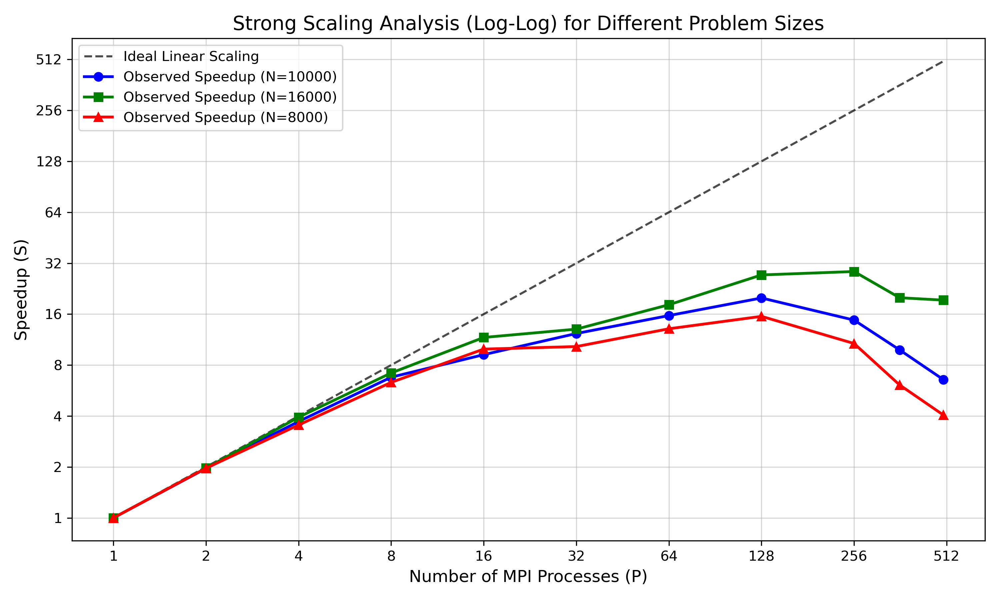 Strong Scaling Analysis (Log-Log) for Different Problem Sizes
Ideal Linear Scaling
Observed Speedup (N=10000)
Observed Speedup (N=16000)
Observed Speedup (N=8000)
Speedup (S)
512
256
128
64
32
16
8
4
2
1
1 2 4 8 16 32 64 128 256 512
Number of MPI Processes (P)